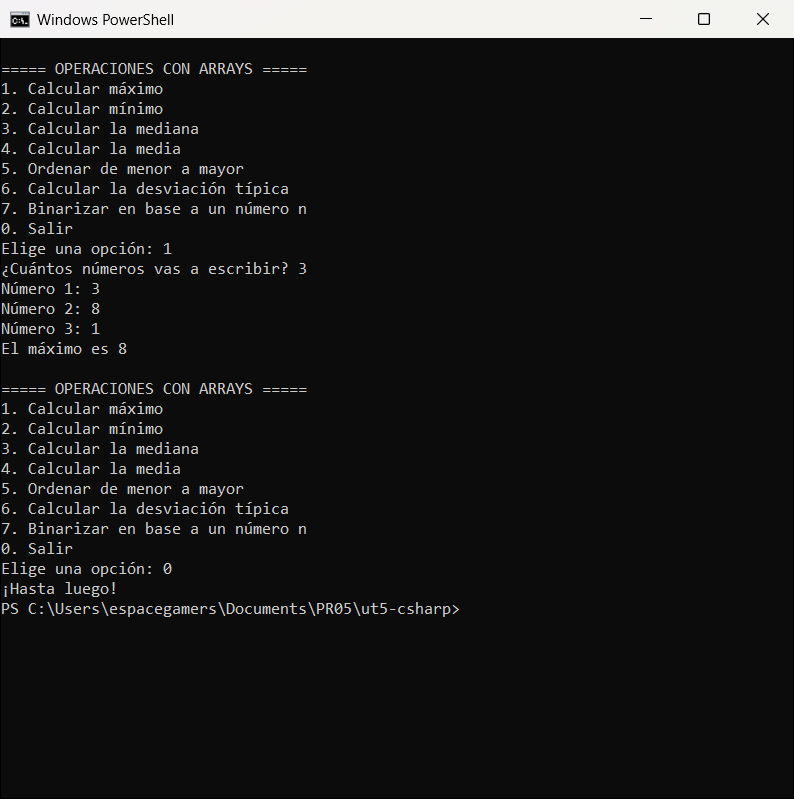 Windows PowerShell
===== OPERACIONES CON ARRAYS =====
1. Calcular máximo
2. Calcular mínimo
3. Calcular la mediana
4. Calcular la media
5. Ordenar de menor a mayor
6. Calcular la desviación típica
7. Binarizar en base a un número n
0. Salir
Elige una opción: 1
¿Cuántos números vas a escribir? 3
Número 1: 3
Número 2: 8
Número 3: 1
El máximo es 8
===== OPERACIONES CON ARRAYS =====
1. Calcular máximo
2. Calcular mínimo
3. Calcular la mediana
4. Calcular la media
5. Ordenar de menor a mayor
6. Calcular la desviación típica
7. Binarizar en base a un número n
0. Salir
Elige una opción: 0
¡Hasta luego!
PS C:\Users\espacegamers\Documents\PR05\ut5-csharp>